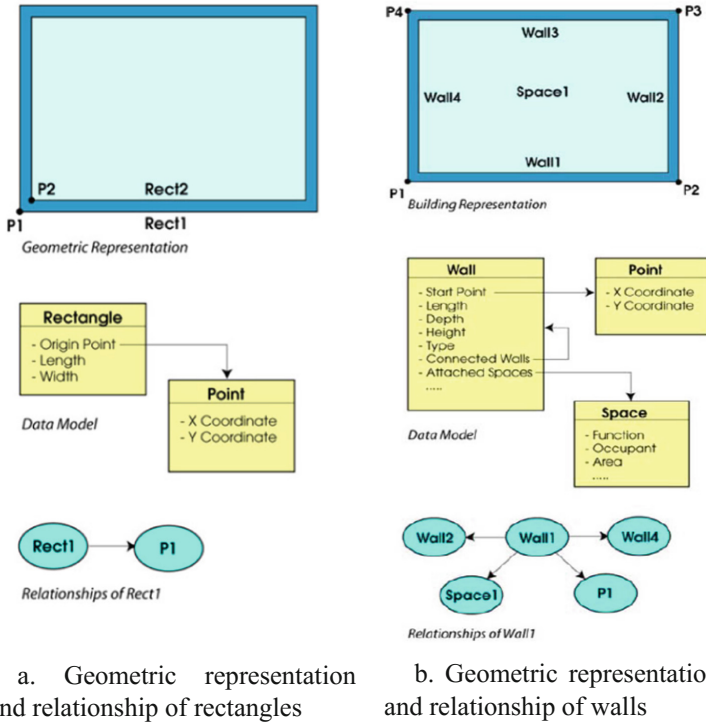 P2
Rect2
P1
Rect1
Geometric Representation
Rectangle
- Origin Point
- Length
- Width
Point
- X Coordinate
- Y Coordinate
Data Model
Rect1
P1
Relationships of Rect1
a. Geometric representation
nd relationship of rectangles
P4
P3
Wall3
Wall4
Space1
Wall2
Wall1
P1
P2
Building Representation
Wall
- Start Point
- Length
- Depth
- Height
- Type
- Connected Walls
- Attached Spaces
.....
Point
- X Coordinate
- Y Coordinate
Space
- Function
- Occupant
- Area
.....
Data Model
Wall2
Wall1
Wall4
Space1
P1
Relationships of Wall1
b. Geometric representatio
and relationship of walls